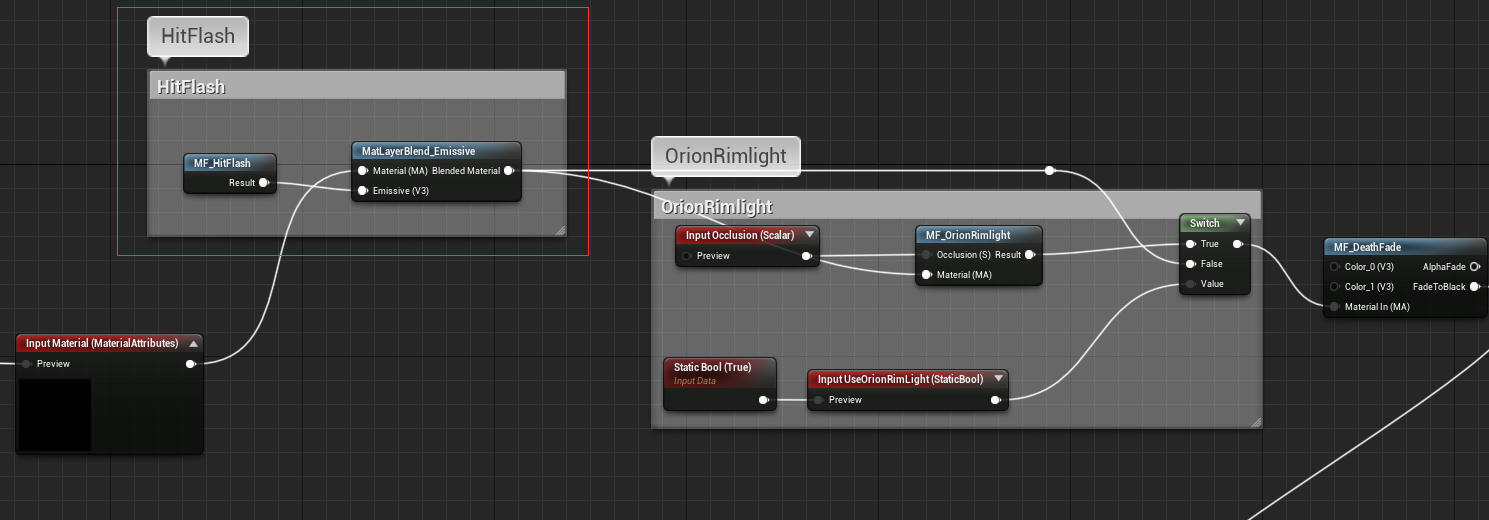 HitFlash
HitFlash
MF_HitFlash
Result
MatLayerBlend_Emissive
Material (MA) Blended Material
Emissive (V3)
Input Material (MaterialAttributes)
Preview
OrionRimlight
OrionRimlight
Input Occlusion (Scalar)
Preview
MF_OrionRimlight
Occlusion (S) Result
Material (MA)
Static Bool (True)
Input Data
Input UseOrionRimLight (StaticBool)
Preview
Switch
True
False
Value
MF_DeathFade
Color_0 (V3) AlphaFade
Color_1 (V3) FadeToBlack
Material In (MA)